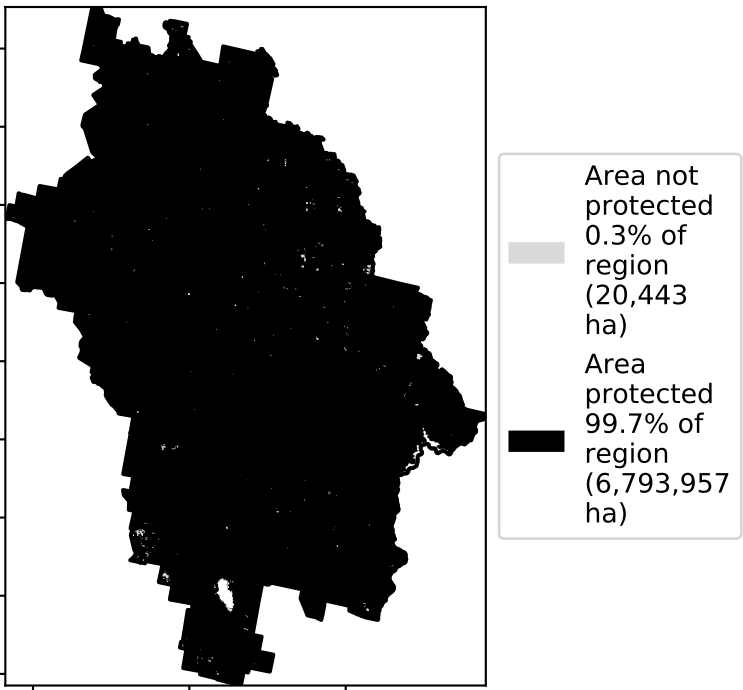 Area not
protected
0.3% of
region
(20,443
ha)
Area
protected
99.7% of
region
(6,793,957
ha)